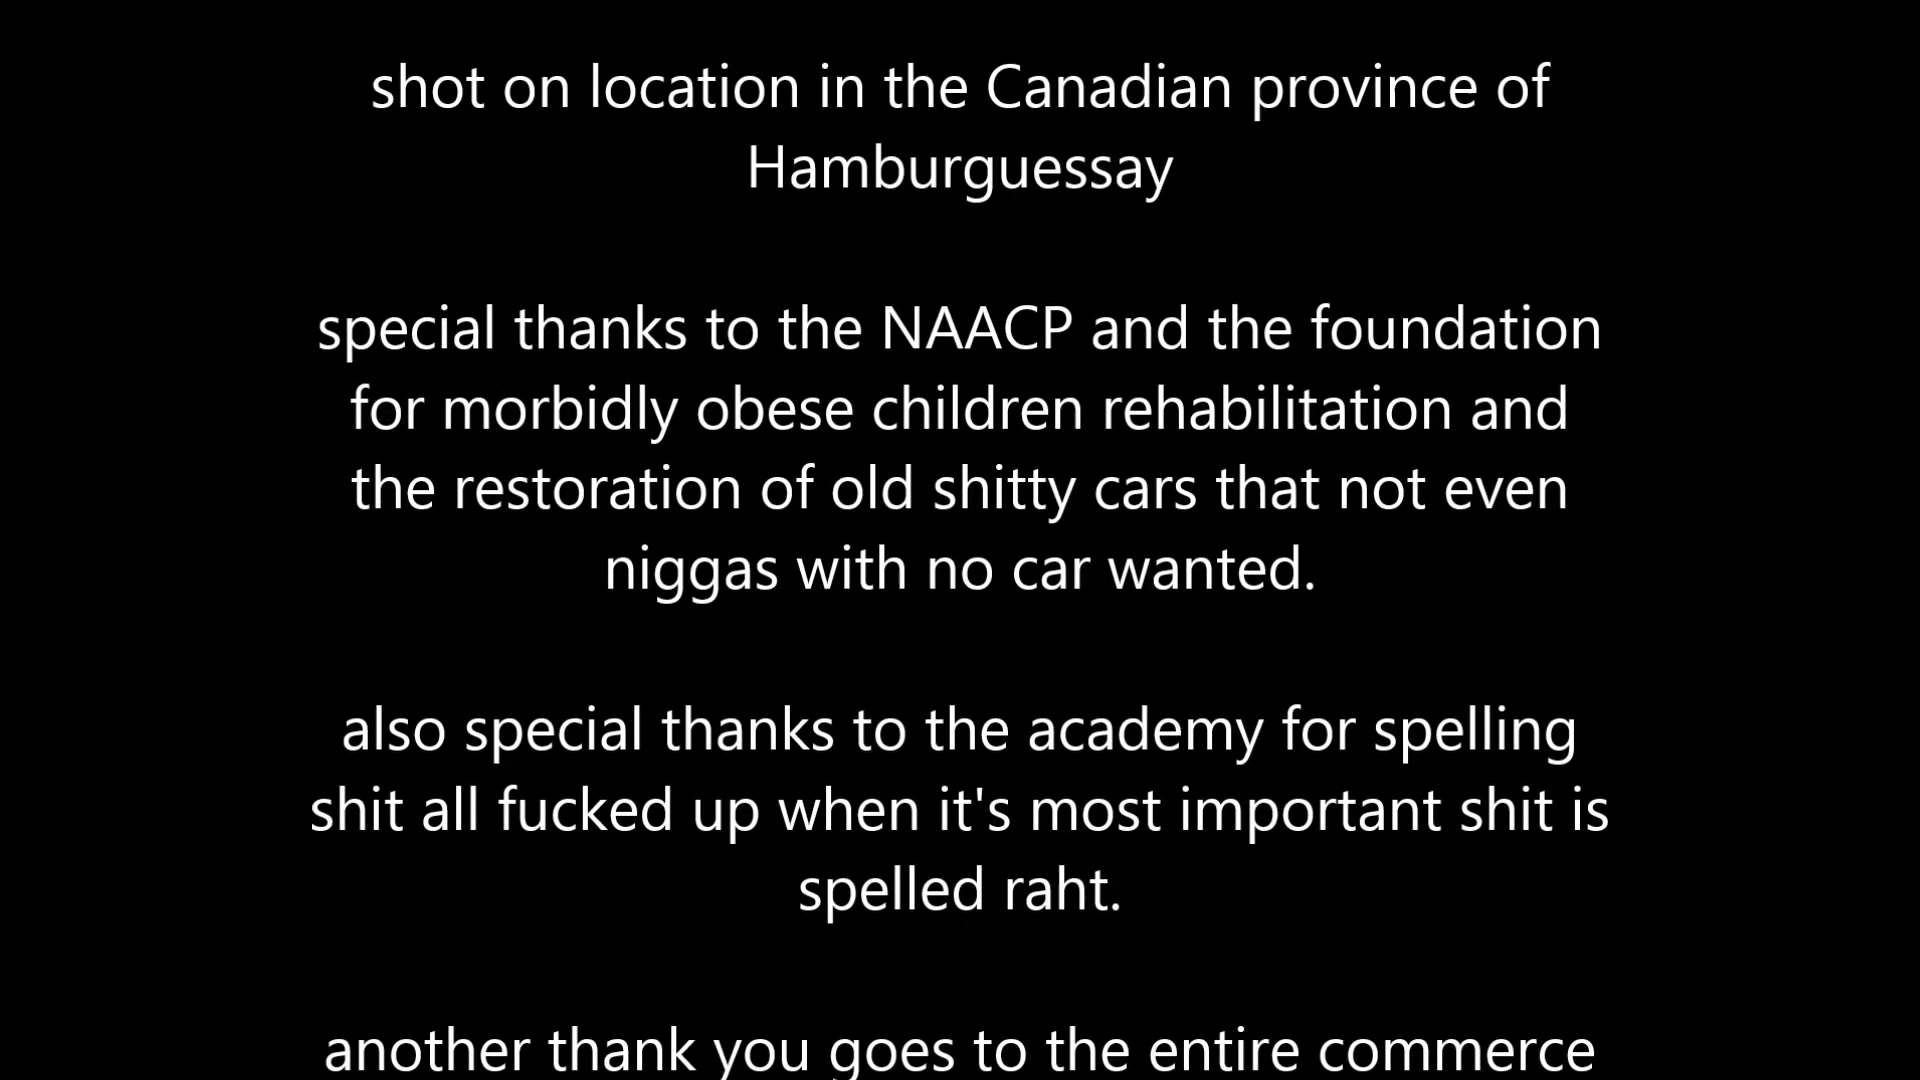 shot on location in the Canadian province of
Hamburguessay
special thanks to the NAACP and the foundation
for morbidly obese children rehabilitation and
the restoration of old shitty cars that not even
niggas with no car wanted.
also special thanks to the academy for spelling
shit all fucked up when it's most important shit is
spelled raht.
another thank you goes to the entire commerce